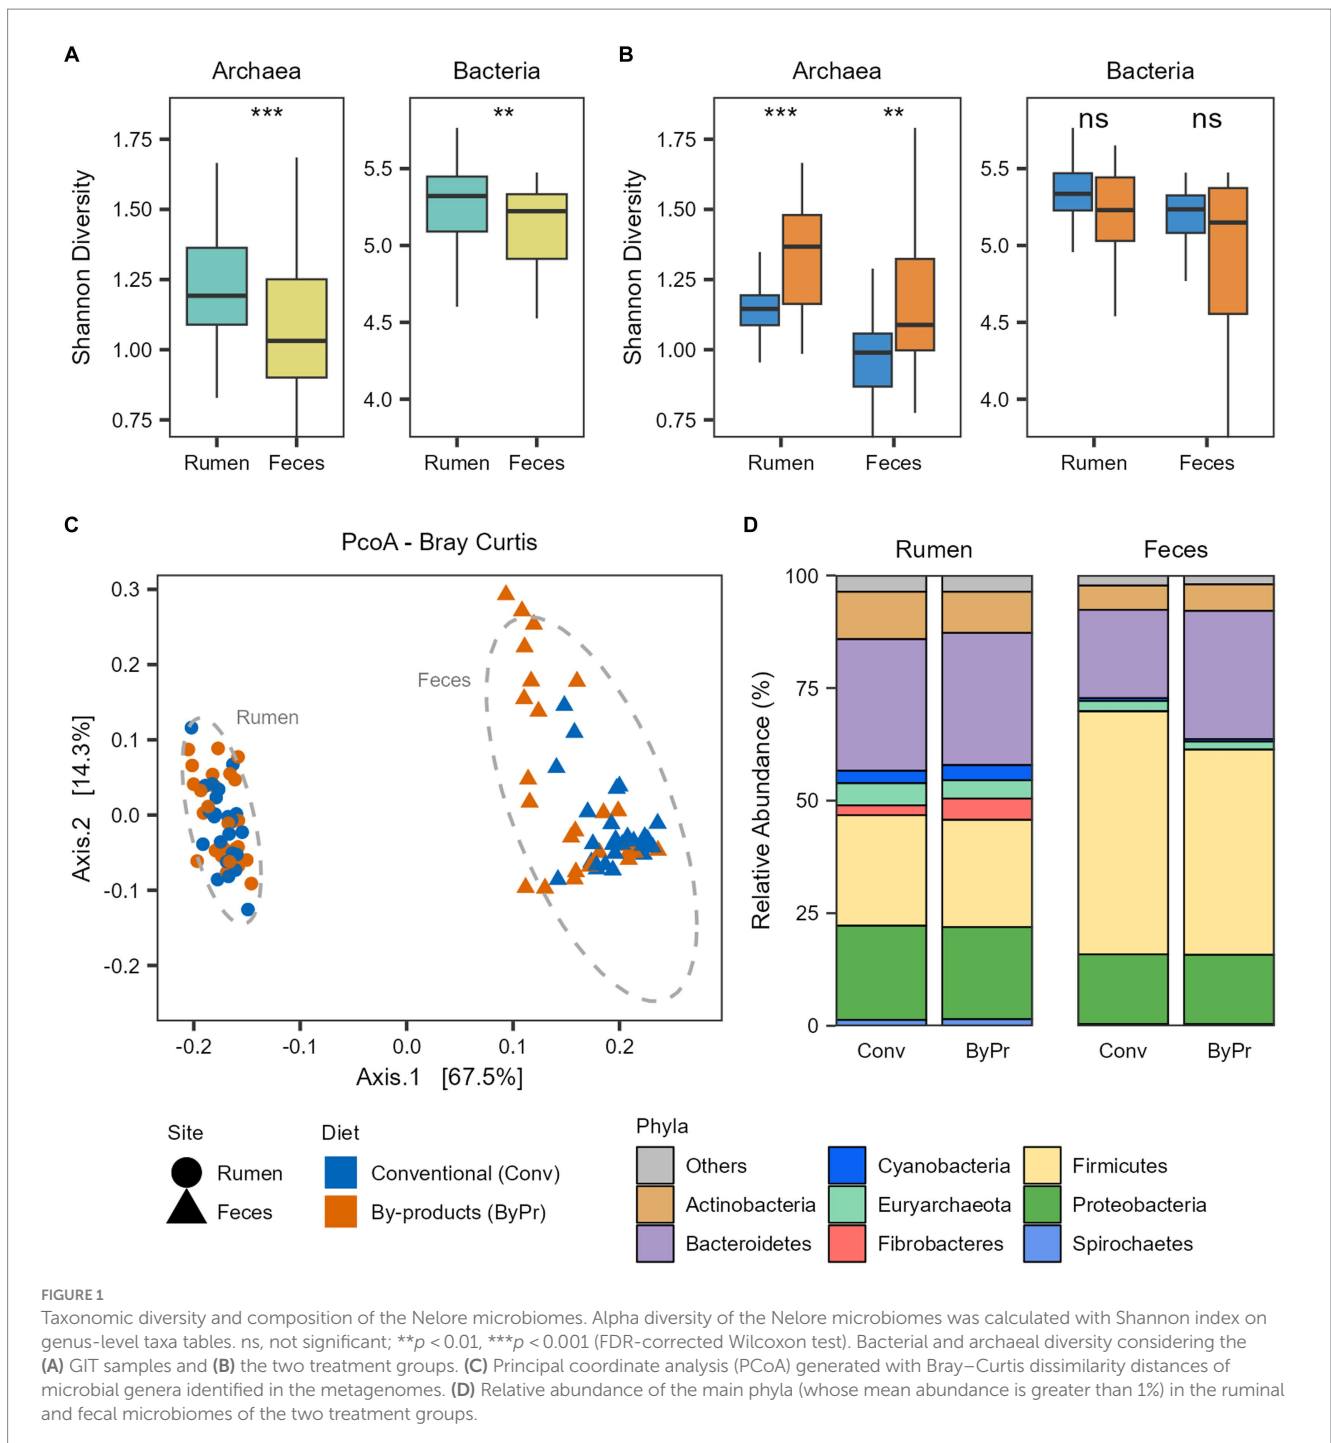 A
Archaea
Bacteria
***
**
Shannon Diversity
1.75
1.50
1.25
1.00
0.75
5.5
5.0
4.5
4.0
Rumen
Feces
Rumen
Feces
B
Archaea
Bacteria
***
**
ns
ns
Shannon Diversity
1.75
1.50
1.25
1.00
0.75
5.5
5.0
4.5
4.0
Rumen
Feces
Rumen
Feces
C
PcoA - Bray Curtis
Axis.2 [14.3%]
0.3
0.2
0.1
0.0
-0.1
-0.2
Rumen
Feces
-0.2
-0.1
0.0
0.1
0.2
Axis.1 [67.5%]
D
Rumen
Feces
Relative Abundance (%)
100
75
50
25
0
Conv
ByPr
Conv
ByPr
Site
Rumen
Feces
Diet
Conventional (Conv)
By-products (ByPr)
Phyla
Others
Actinobacteria
Bacteroidetes
Cyanobacteria
Euryarchaeota
Fibrobacteres
Firmicutes
Proteobacteria
Spirochaetes
FIGURE 1
Taxonomic diversity and composition of the Nelore microbiomes. Alpha diversity of the Nelore microbiomes was calculated with Shannon index on
genus-level taxa tables. ns, not significant; **p < 0.01, ***p < 0.001 (FDR-corrected Wilcoxon test). Bacterial and archaeal diversity considering the
(A) GIT samples and (B) the two treatment groups. (C) Principal coordinate analysis (PCoA) generated with Bray–Curtis dissimilarity distances of
microbial genera identified in the metagenomes. (D) Relative abundance of the main phyla (whose mean abundance is greater than 1%) in the ruminal
and fecal microbiomes of the two treatment groups.